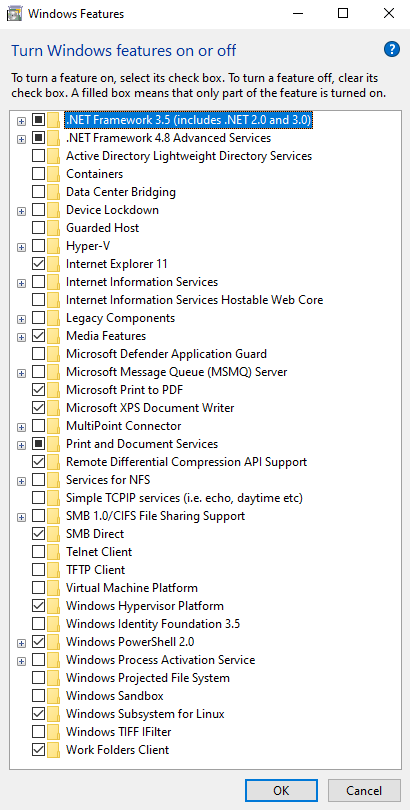 Windows Features
Turn Windows features on or off
?
To turn a feature on, select its check box. To turn a feature off, clear its
check box. A filled box means that only part of the feature is turned on.
.NET Framework 3.5 (includes .NET 2.0 and 3.0)
.NET Framework 4.8 Advanced Services
Active Directory Lightweight Directory Services
Containers
Data Center Bridging
Device Lockdown
Guarded Host
Hyper-V
Internet Explorer 11
Internet Information Services
Internet Information Services Hostable Web Core
Legacy Components
Media Features
Microsoft Defender Application Guard
Microsoft Message Queue (MSMQ) Server
Microsoft Print to PDF
Microsoft XPS Document Writer
MultiPoint Connector
Print and Document Services
Remote Differential Compression API Support
Services for NFS
Simple TCPIP services (i.e. echo, daytime etc)
SMB 1.0/CIFS File Sharing Support
SMB Direct
Telnet Client
TFTP Client
Virtual Machine Platform
Windows Hypervisor Platform
Windows Identity Foundation 3.5
Windows PowerShell 2.0
Windows Process Activation Service
Windows Projected File System
Windows Sandbox
Windows Subsystem for Linux
Windows TIFF IFilter
Work Folders Client
OK
Cancel